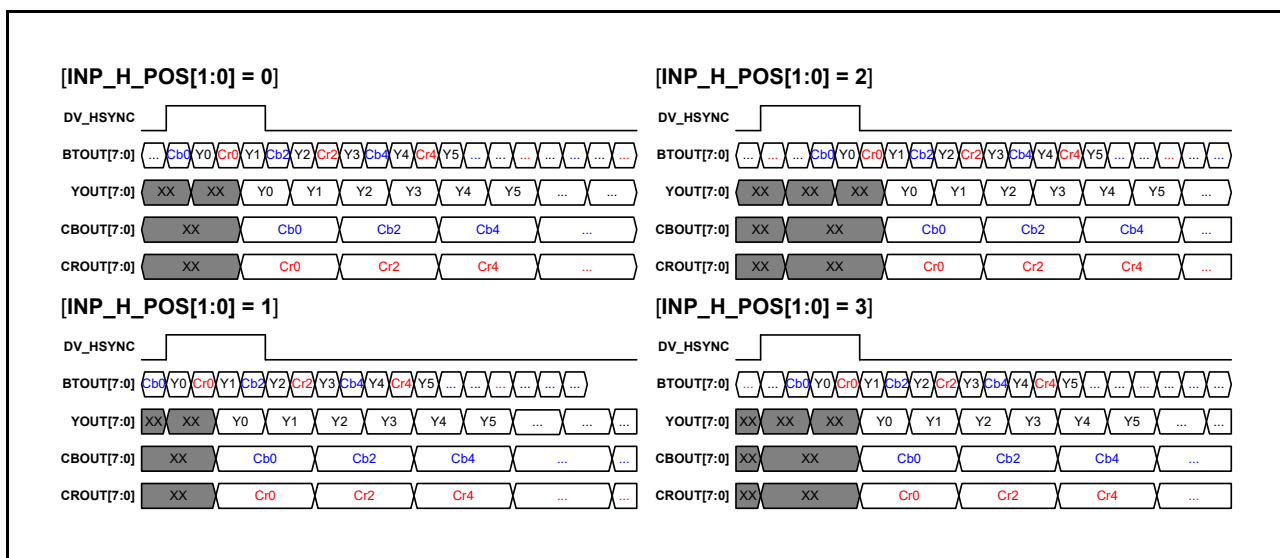 [INP_H_POS[1:0] = 0]
DV_HSYNC
BTOUT[7:0] ... Cb0 Y0 Cr0 Y1 Cb2 Y2 Cr2 Y3 Cb4 Y4 Cr4 Y5 ... ... ... ... ... ... ...
YOUT[7:0] XX XX Y0 Y1 Y2 Y3 Y4 Y5 ... ...
CBOUT[7:0] XX Cb0 Cb2 Cb4 ...
CROUT[7:0] XX Cr0 Cr2 Cr4 ...
[INP_H_POS[1:0] = 1]
DV_HSYNC
BTOUT[7:0] Cb0 Y0 Cr0 Y1 Cb2 Y2 Cr2 Y3 Cb4 Y4 Cr4 Y5 ... ... ... ... ... ...
YOUT[7:0] XX XX Y0 Y1 Y2 Y3 Y4 Y5 ... ... ...
CBOUT[7:0] XX Cb0 Cb2 Cb4 ... ...
CROUT[7:0] XX Cr0 Cr2 Cr4 ... ...
[INP_H_POS[1:0] = 2]
DV_HSYNC
BTOUT[7:0] ... ... ... Cb0 Y0 Cr0 Y1 Cb2 Y2 Cr2 Y3 Cb4 Y4 Cr4 Y5 ... ... ... ... ...
YOUT[7:0] XX XX XX Y0 Y1 Y2 Y3 Y4 Y5 ...
CBOUT[7:0] XX XX Cb0 Cb2 Cb4 ...
CROUT[7:0] XX XX Cr0 Cr2 Cr4 ...
[INP_H_POS[1:0] = 3]
DV_HSYNC
BTOUT[7:0] ... ... Cb0 Y0 Cr0 Y1 Cb2 Y2 Cr2 Y3 Cb4 Y4 Cr4 Y5 ... ... ... ... ... ...
YOUT[7:0] XX XX XX Y0 Y1 Y2 Y3 Y4 Y5 ... ...
CBOUT[7:0] XX XX Cb0 Cb2 Cb4 ...
CROUT[7:0] XX XX Cr0 Cr2 Cr4 ...